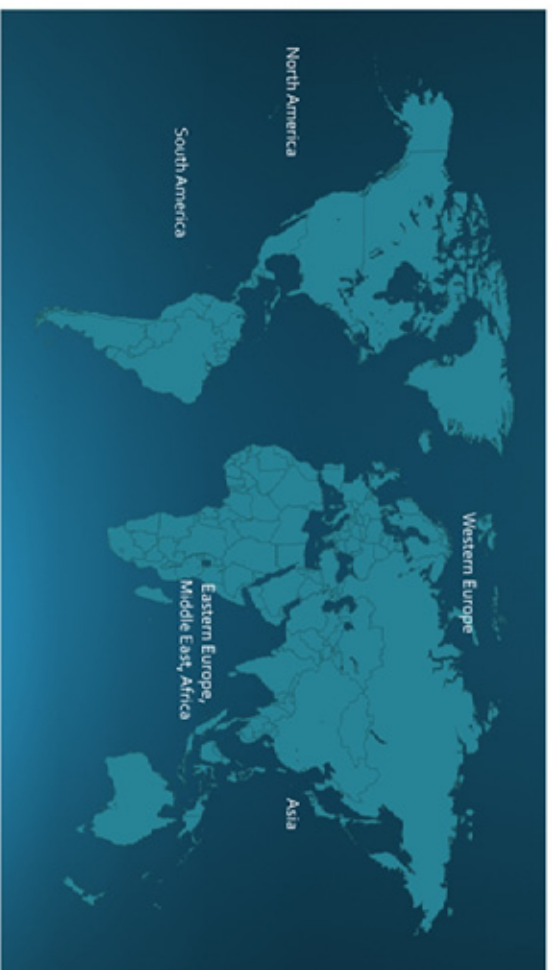 North America
South America
Western Europe
Eastern Europe,
Middle East, Africa
Asia